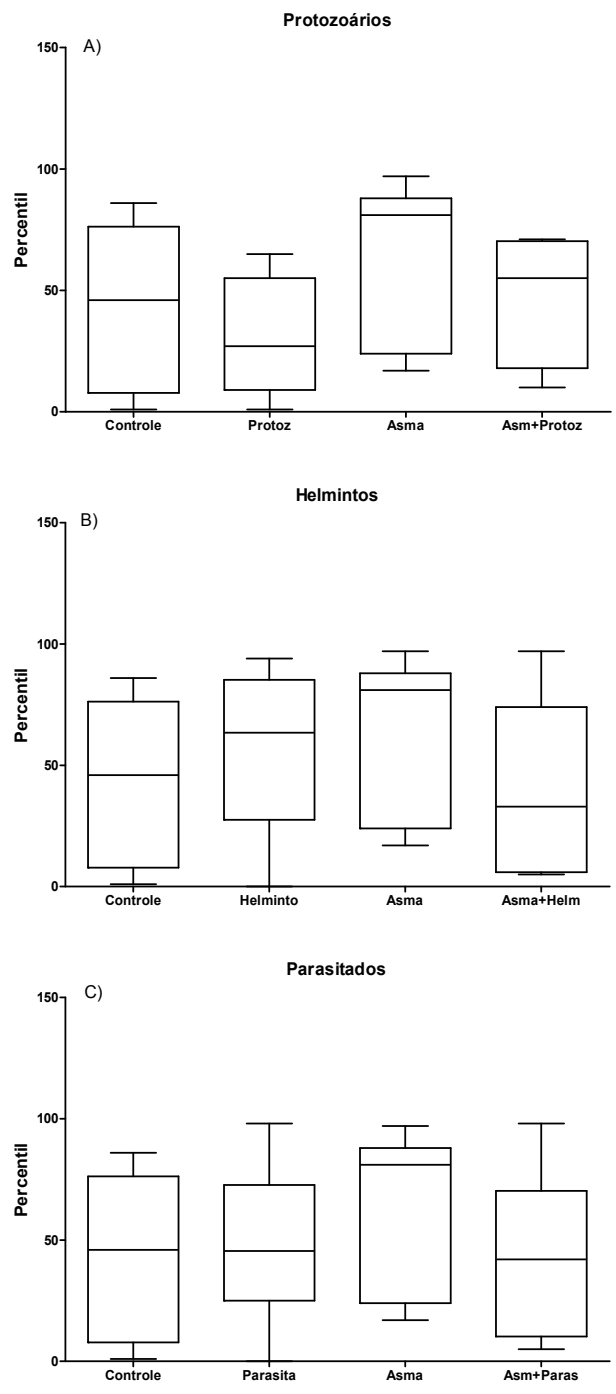 Protozoários
A)
150
100
50
0
Percentil
Controle Protoz Asma Asm+Protoz
Helmintos
B)
150
100
50
0
Percentil
Controle Helminto Asma Asma+Helm
Parasitados
C)
150
100
50
0
Percentil
Controle Parasita Asma Asm+Paras